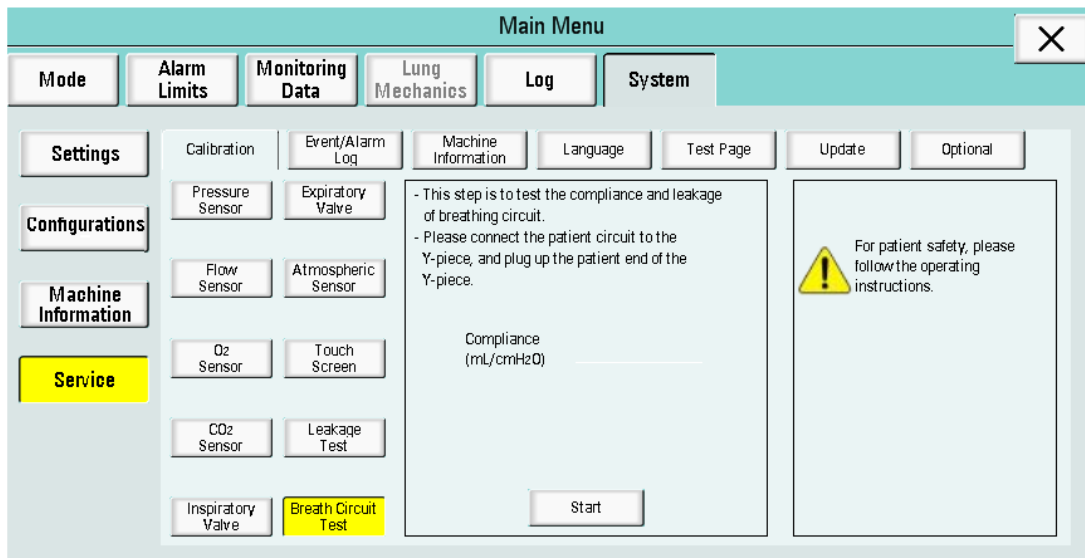 Main Menu
Mode
Alarm
Limits
Monitoring
Data
Lung
Mechanics
Log
System
Settings
Configurations
Machine
Information
Service
Calibration
Event/Alarm
Log
Machine
Information
Language
Test Page
Update
Optional
Pressure
Sensor
Expiratory
Valve
Flow
Sensor
Atmospheric
Sensor
O2
Sensor
Touch
Screen
CO2
Sensor
Leakage
Test
Inspiratory
Valve
Breath Circuit
Test
- This step is to test the compliance and leakage
of breathing circuit.
- Please connect the patient circuit to the
Y-piece, and plug up the patient end of the
Y-piece.
Compliance
(mL/cmH2O)
Start
For patient safety, please
follow the operating
instructions.